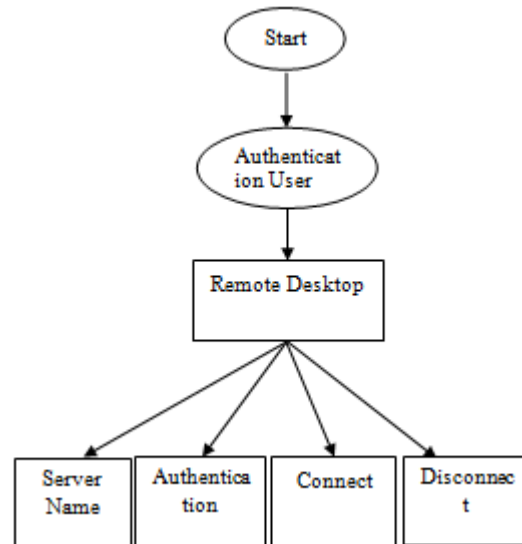 Start
Authenticat
ion User
Remote Desktop
Server
Name
Authentica
tion
Connect
Disconnec
t